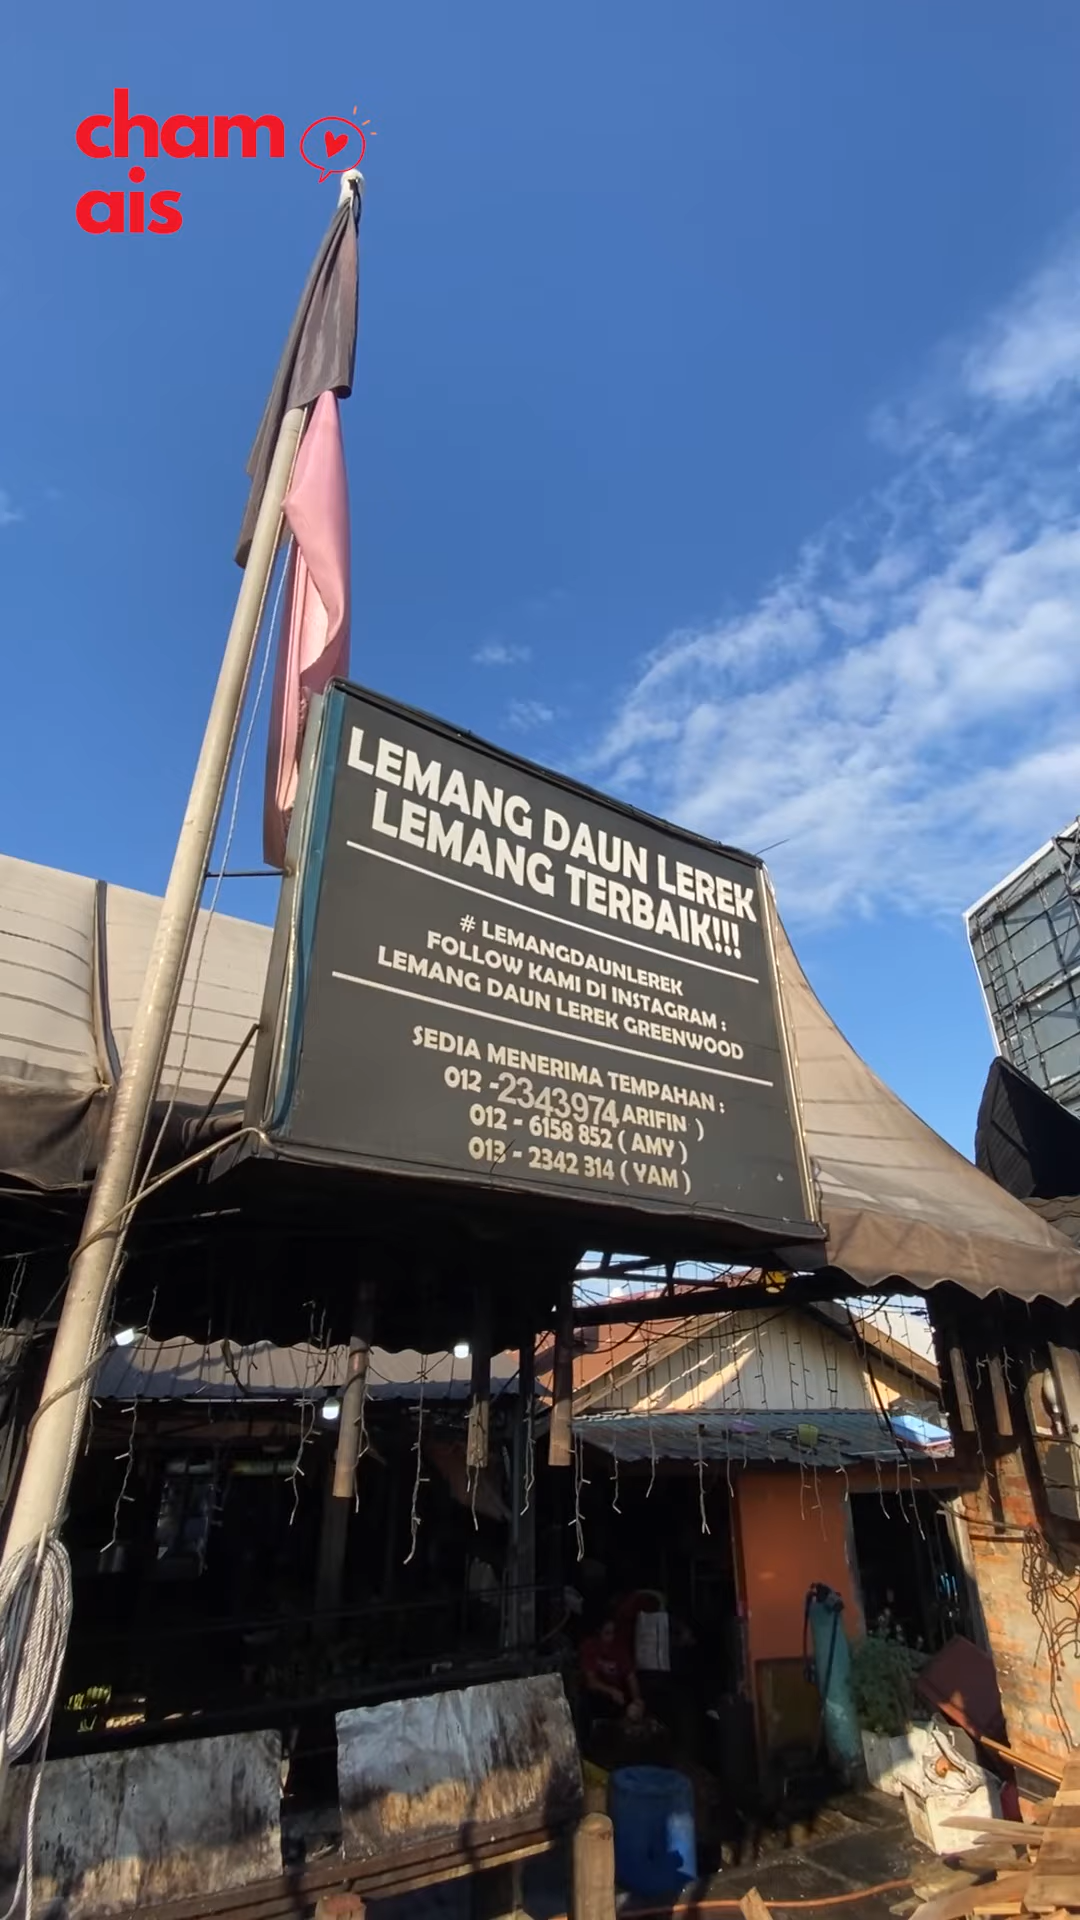 cham
ais
LEMANG DAUN LEREK
LEMANG TERBAIK!!!
# LEMANGDAUNLEREK
FOLLOW KAMI DI INSTAGRAM :
LEMANG DAUN LEREK GREENWOOD
SEDIA MENERIMA TEMPAHAN :
012 -2343974 ARIFIN )
012 - 6158 852 ( AMY )
013 - 2342 314 ( YAM )